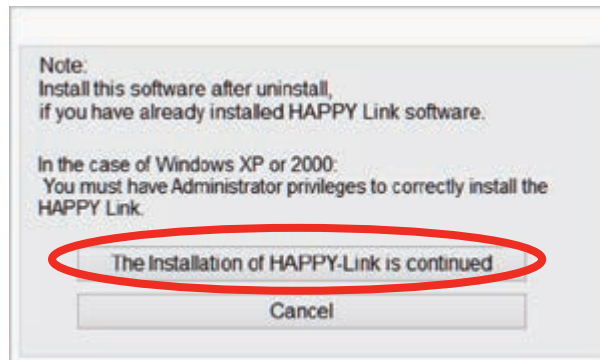 Note:
Install this software after uninstall,
if you have already installed HAPPY Link software.
In the case of Windows XP or 2000:
You must have Administrator privileges to correctly install the
HAPPY Link.
The Installation of HAPPY-Link is continued
Cancel